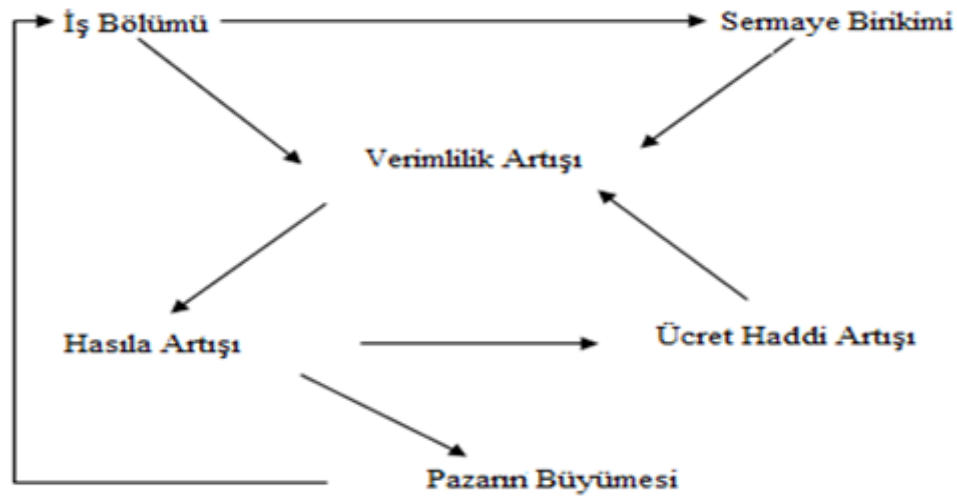 İş Bölümü
Sermaye Birikimi
Verimlilik Artışı
Hasıla Artışı
Ücret Haddi Artışı
Pazarın Büyümesi